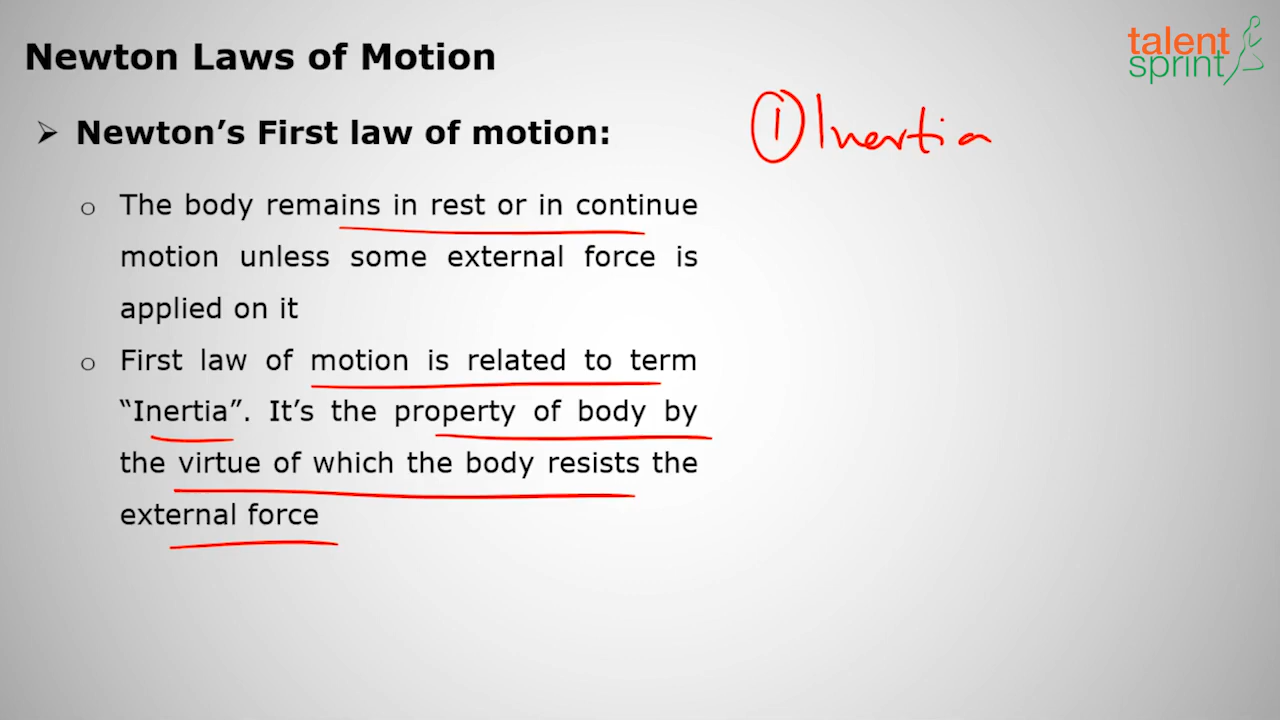 Newton Laws of Motion
talent
sprint
➢ Newton's First law of motion:
① Inertia
o The body remains in rest or in continue
motion unless some external force is
applied on it
o First law of motion is related to term
“Inertia”. It’s the property of body by
the virtue of which the body resists the
external force